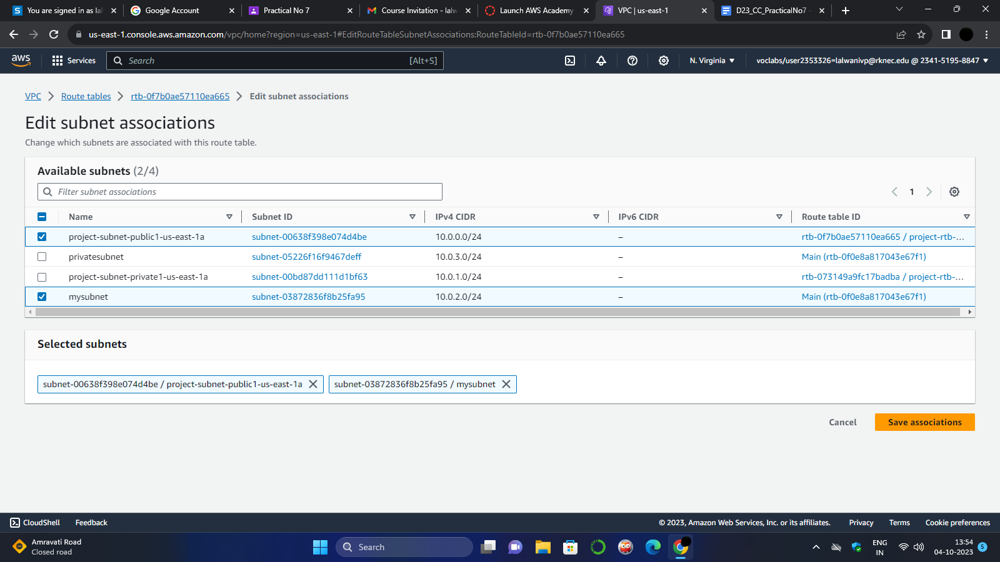 You are signed in as lal
Google Account
Practical No 7
Course Invitation - lalw
Launch AWS Academy
VPC | us-east-1
D23_CC_PracticalNo7 -
us-east-1.console.aws.amazon.com/vpc/home?region=us-east-1#EditRouteTableSubnetAssociations:RouteTableId=rtb-0f7b0ae57110ea665
aws
Services
Search
[Alt+S]
N. Virginia
voclabs/user2353326=lalwanivp@rknec.edu @ 2341-5195-8847
VPC > Route tables > rtb-0f7b0ae57110ea665 > Edit subnet associations
Edit subnet associations
Change which subnets are associated with this route table.
Available subnets (2/4)
Filter subnet associations
1
Name Subnet ID IPv4 CIDR IPv6 CIDR Route table ID
project-subnet-public1-us-east-1a subnet-00638f398e074d4be 10.0.0.0/24 – rtb-0f7b0ae57110ea665 / project-rtb-...
privatesubnet subnet-05226f16f9467deff 10.0.3.0/24 – Main (rtb-0f0e8a817043e67f1)
project-subnet-private1-us-east-1a subnet-00bd87dd111d1bf63 10.0.1.0/24 – rtb-073149a9fc17badba / project-rtb-...
mysubnet subnet-03872836f8b25fa95 10.0.2.0/24 – Main (rtb-0f0e8a817043e67f1)
Selected subnets
subnet-00638f398e074d4be / project-subnet-public1-us-east-1a
subnet-03872836f8b25fa95 / mysubnet
Cancel
Save associations
CloudShell
Feedback
© 2023, Amazon Web Services, Inc. or its affiliates.
Privacy
Terms
Cookie preferences
Amravati Road
Closed road
Search
ENG
IN
13:54
04-10-2023
5